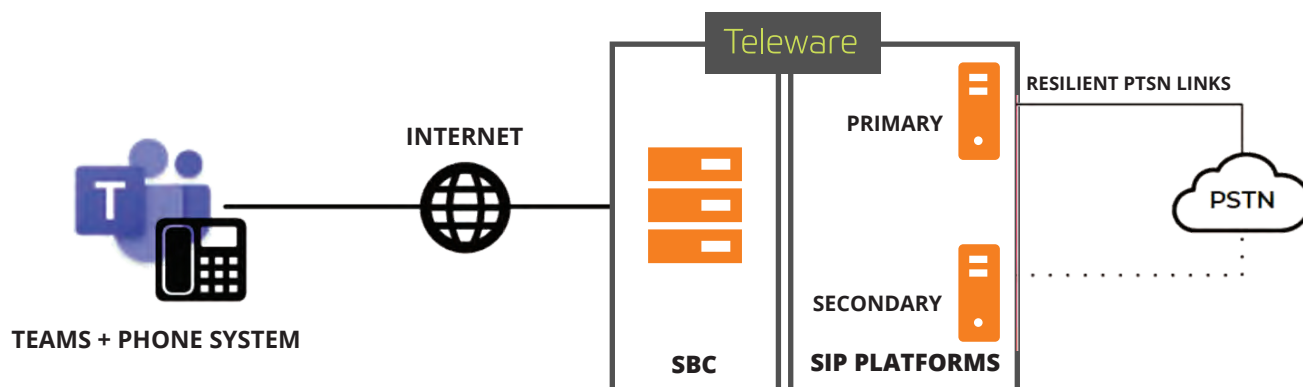 Teleware
RESILIENT PTSN LINKS
PRIMARY
INTERNET
T
PSTN
SECONDARY
TEAMS + PHONE SYSTEM
SBC
SIP PLATFORMS